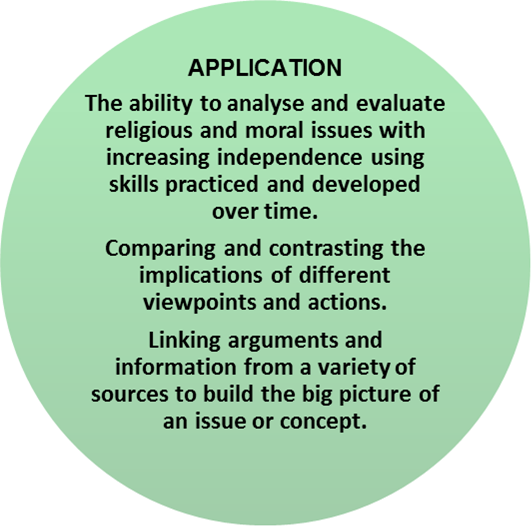 APPLICATION
The ability to analyse and evaluate
religious and moral issues with
increasing independence using
skills practiced and developed
over time.
Comparing and contrasting the
implications of different
viewpoints and actions.
Linking arguments and
information from a variety of
sources to build the big picture of
an issue or concept.